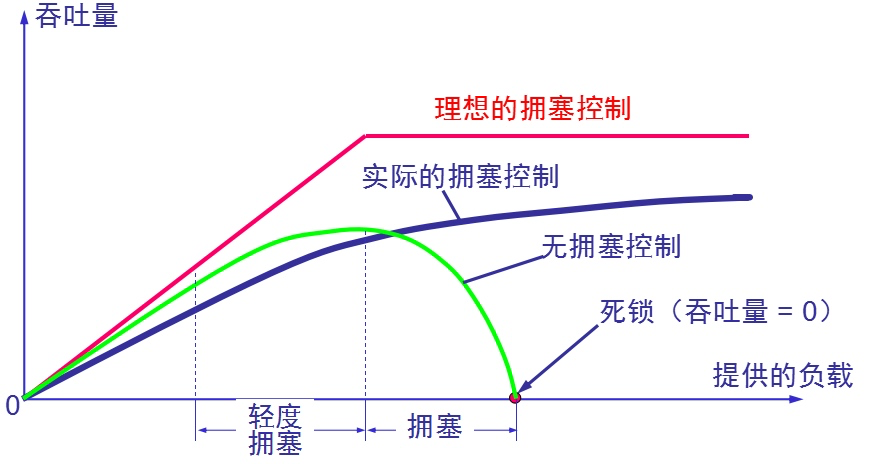 吞吐量
理想的拥塞控制
实际的拥塞控制
无拥塞控制
死锁（吞吐量 = 0）
提供的负载
0
轻度
拥塞
拥塞